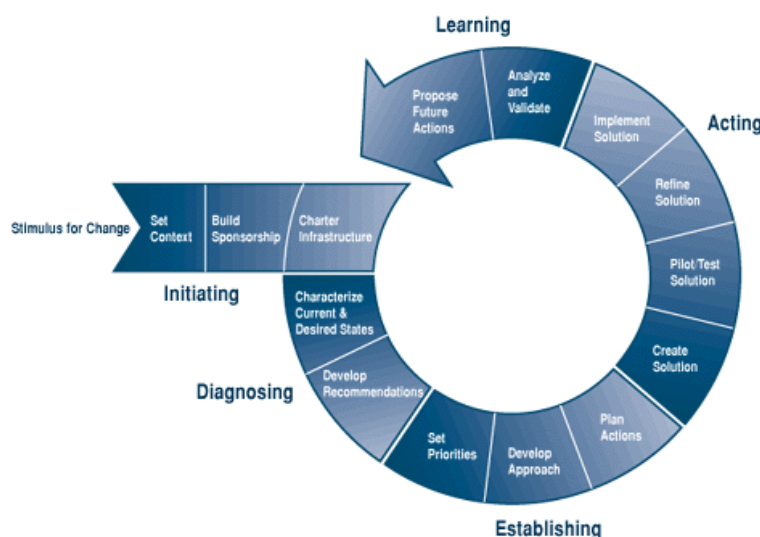 Learning
Propose
Future
Actions
Analyze
and
Validate
Implement
Solution
Acting
Refine
Solution
Pilot/Test
Solution
Create
Solution
Stimulus for Change
Set
Context
Build
Sponsorship
Charter
Infrastructure
Initiating
Characterize
Current &
Desired States
Diagnosing
Develop
Recommendations
Set
Priorities
Develop
Approach
Plan
Actions
Establishing